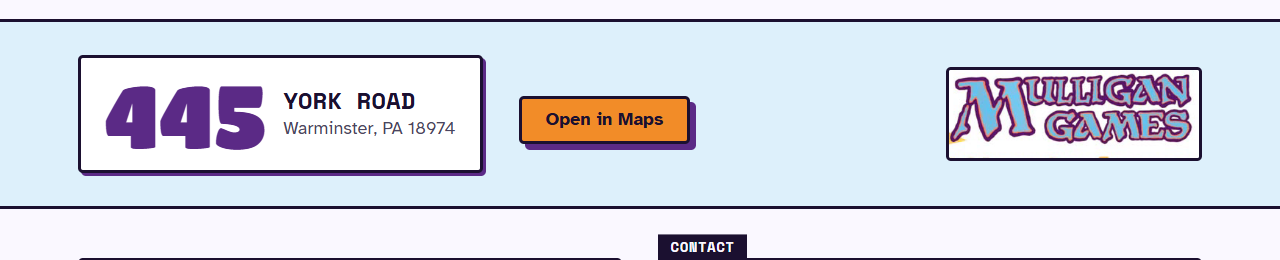 445
YORK ROAD
Warminster, PA 18974
Open in Maps
MULLIGAN
GAMES
CONTACT